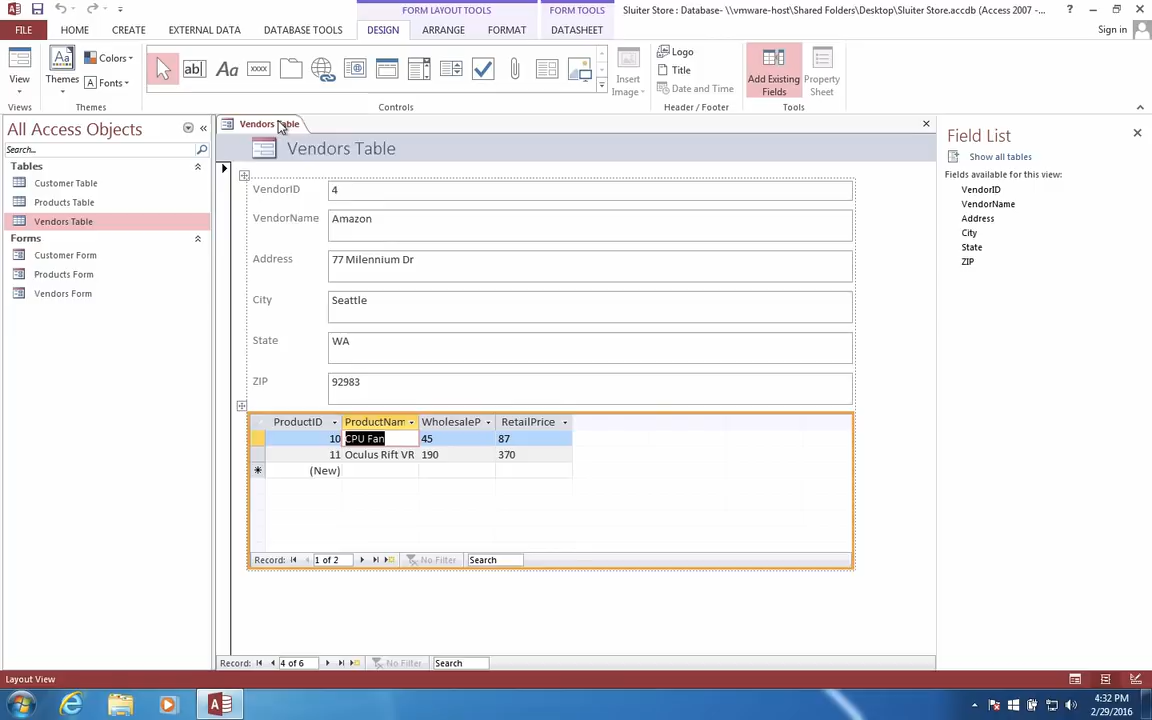 FORM LAYOUT TOOLS
FORM TOOLS
Sluiter Store : Database- \\vmware-host\Shared Folders\Desktop\Sluiter Store.accdb (Access 2007 -...
?
FILE
HOME
CREATE
EXTERNAL DATA
DATABASE TOOLS
DESIGN
ARRANGE
FORMAT
DATASHEET
Sign in
View
Views
Aa
Themes
Colors
Fonts
Themes
ab|
Aa
xxxx
Controls
Insert
Image
Logo
Title
Date and Time
Header / Footer
Add Existing
Fields
Property
Sheet
Tools
All Access Objects
Search...
Tables
Customer Table
Products Table
Vendors Table
Forms
Customer Form
Products Form
Vendors Form
Vendors Table
Vendors Table
VendorID 4
VendorName Amazon
Address 77 Milennium Dr
City Seattle
State WA
ZIP 92983
ProductID ProductNam WholesaleP RetailPrice
10 CPU Fan 45 87
11 Oculus Rift VR 190 370
(New)
Record: 1 of 2 No Filter Search
Record: 4 of 6 No Filter Search
Field List
Show all tables
Fields available for this view:
VendorID
VendorName
Address
City
State
ZIP
Layout View
4:32 PM
2/29/2016